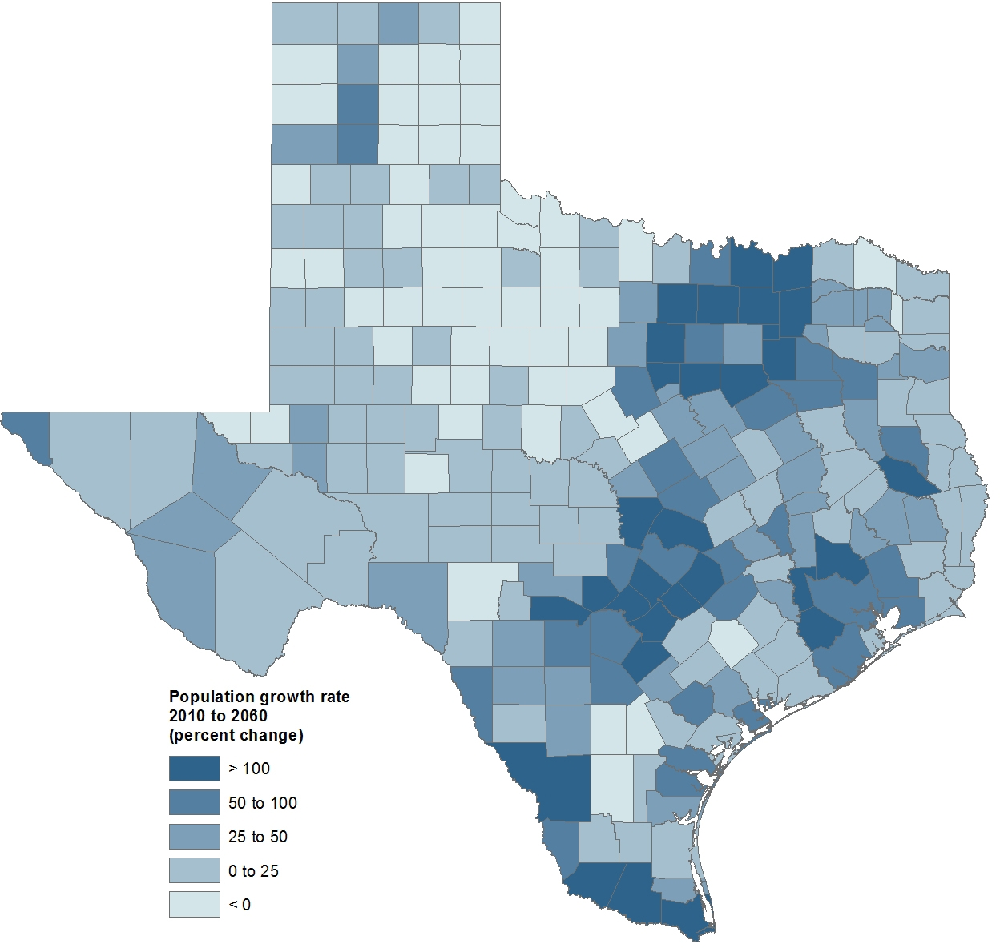 Population growth rate
2010 to 2060
(percent change)
> 100
50 to 100
25 to 50
0 to 25
< 0